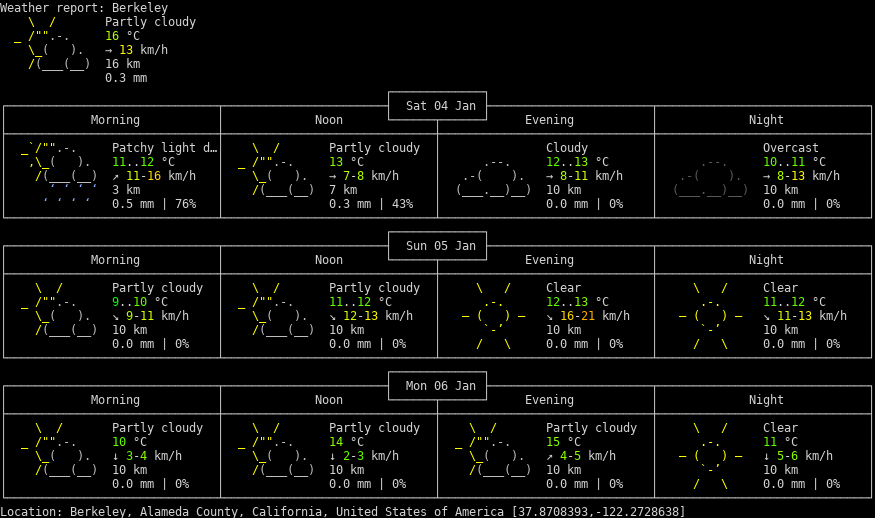 Weather report: Berkeley
Partly cloudy
16 °C
→ 13 km/h
16 km
0.3 mm
Sat 04 Jan
Morning Noon Evening Night
Patchy light d… Partly cloudy Cloudy Overcast
11..12 °C 13 °C 12..13 °C 10..11 °C
↗ 11-16 km/h → 7-8 km/h → 8-11 km/h → 8-13 km/h
3 km 7 km 10 km 10 km
0.5 mm | 76% 0.3 mm | 43% 0.0 mm | 0% 0.0 mm | 0%
Sun 05 Jan
Morning Noon Evening Night
Partly cloudy Partly cloudy Clear Clear
9..10 °C 11..12 °C 12..13 °C 11..12 °C
↘ 9-11 km/h ↘ 12-13 km/h ↘ 16-21 km/h ↘ 11-13 km/h
10 km 10 km 10 km 10 km
0.0 mm | 0% 0.0 mm | 0% 0.0 mm | 0% 0.0 mm | 0%
Mon 06 Jan
Morning Noon Evening Night
Partly cloudy Partly cloudy Partly cloudy Clear
10 °C 14 °C 15 °C 11 °C
↓ 3-4 km/h ↓ 2-3 km/h ↗ 4-5 km/h ↓ 5-6 km/h
10 km 10 km 10 km 10 km
0.0 mm | 0% 0.0 mm | 0% 0.0 mm | 0% 0.0 mm | 0%
Location: Berkeley, Alameda County, California, United States of America [37.8708393,-122.2728638]